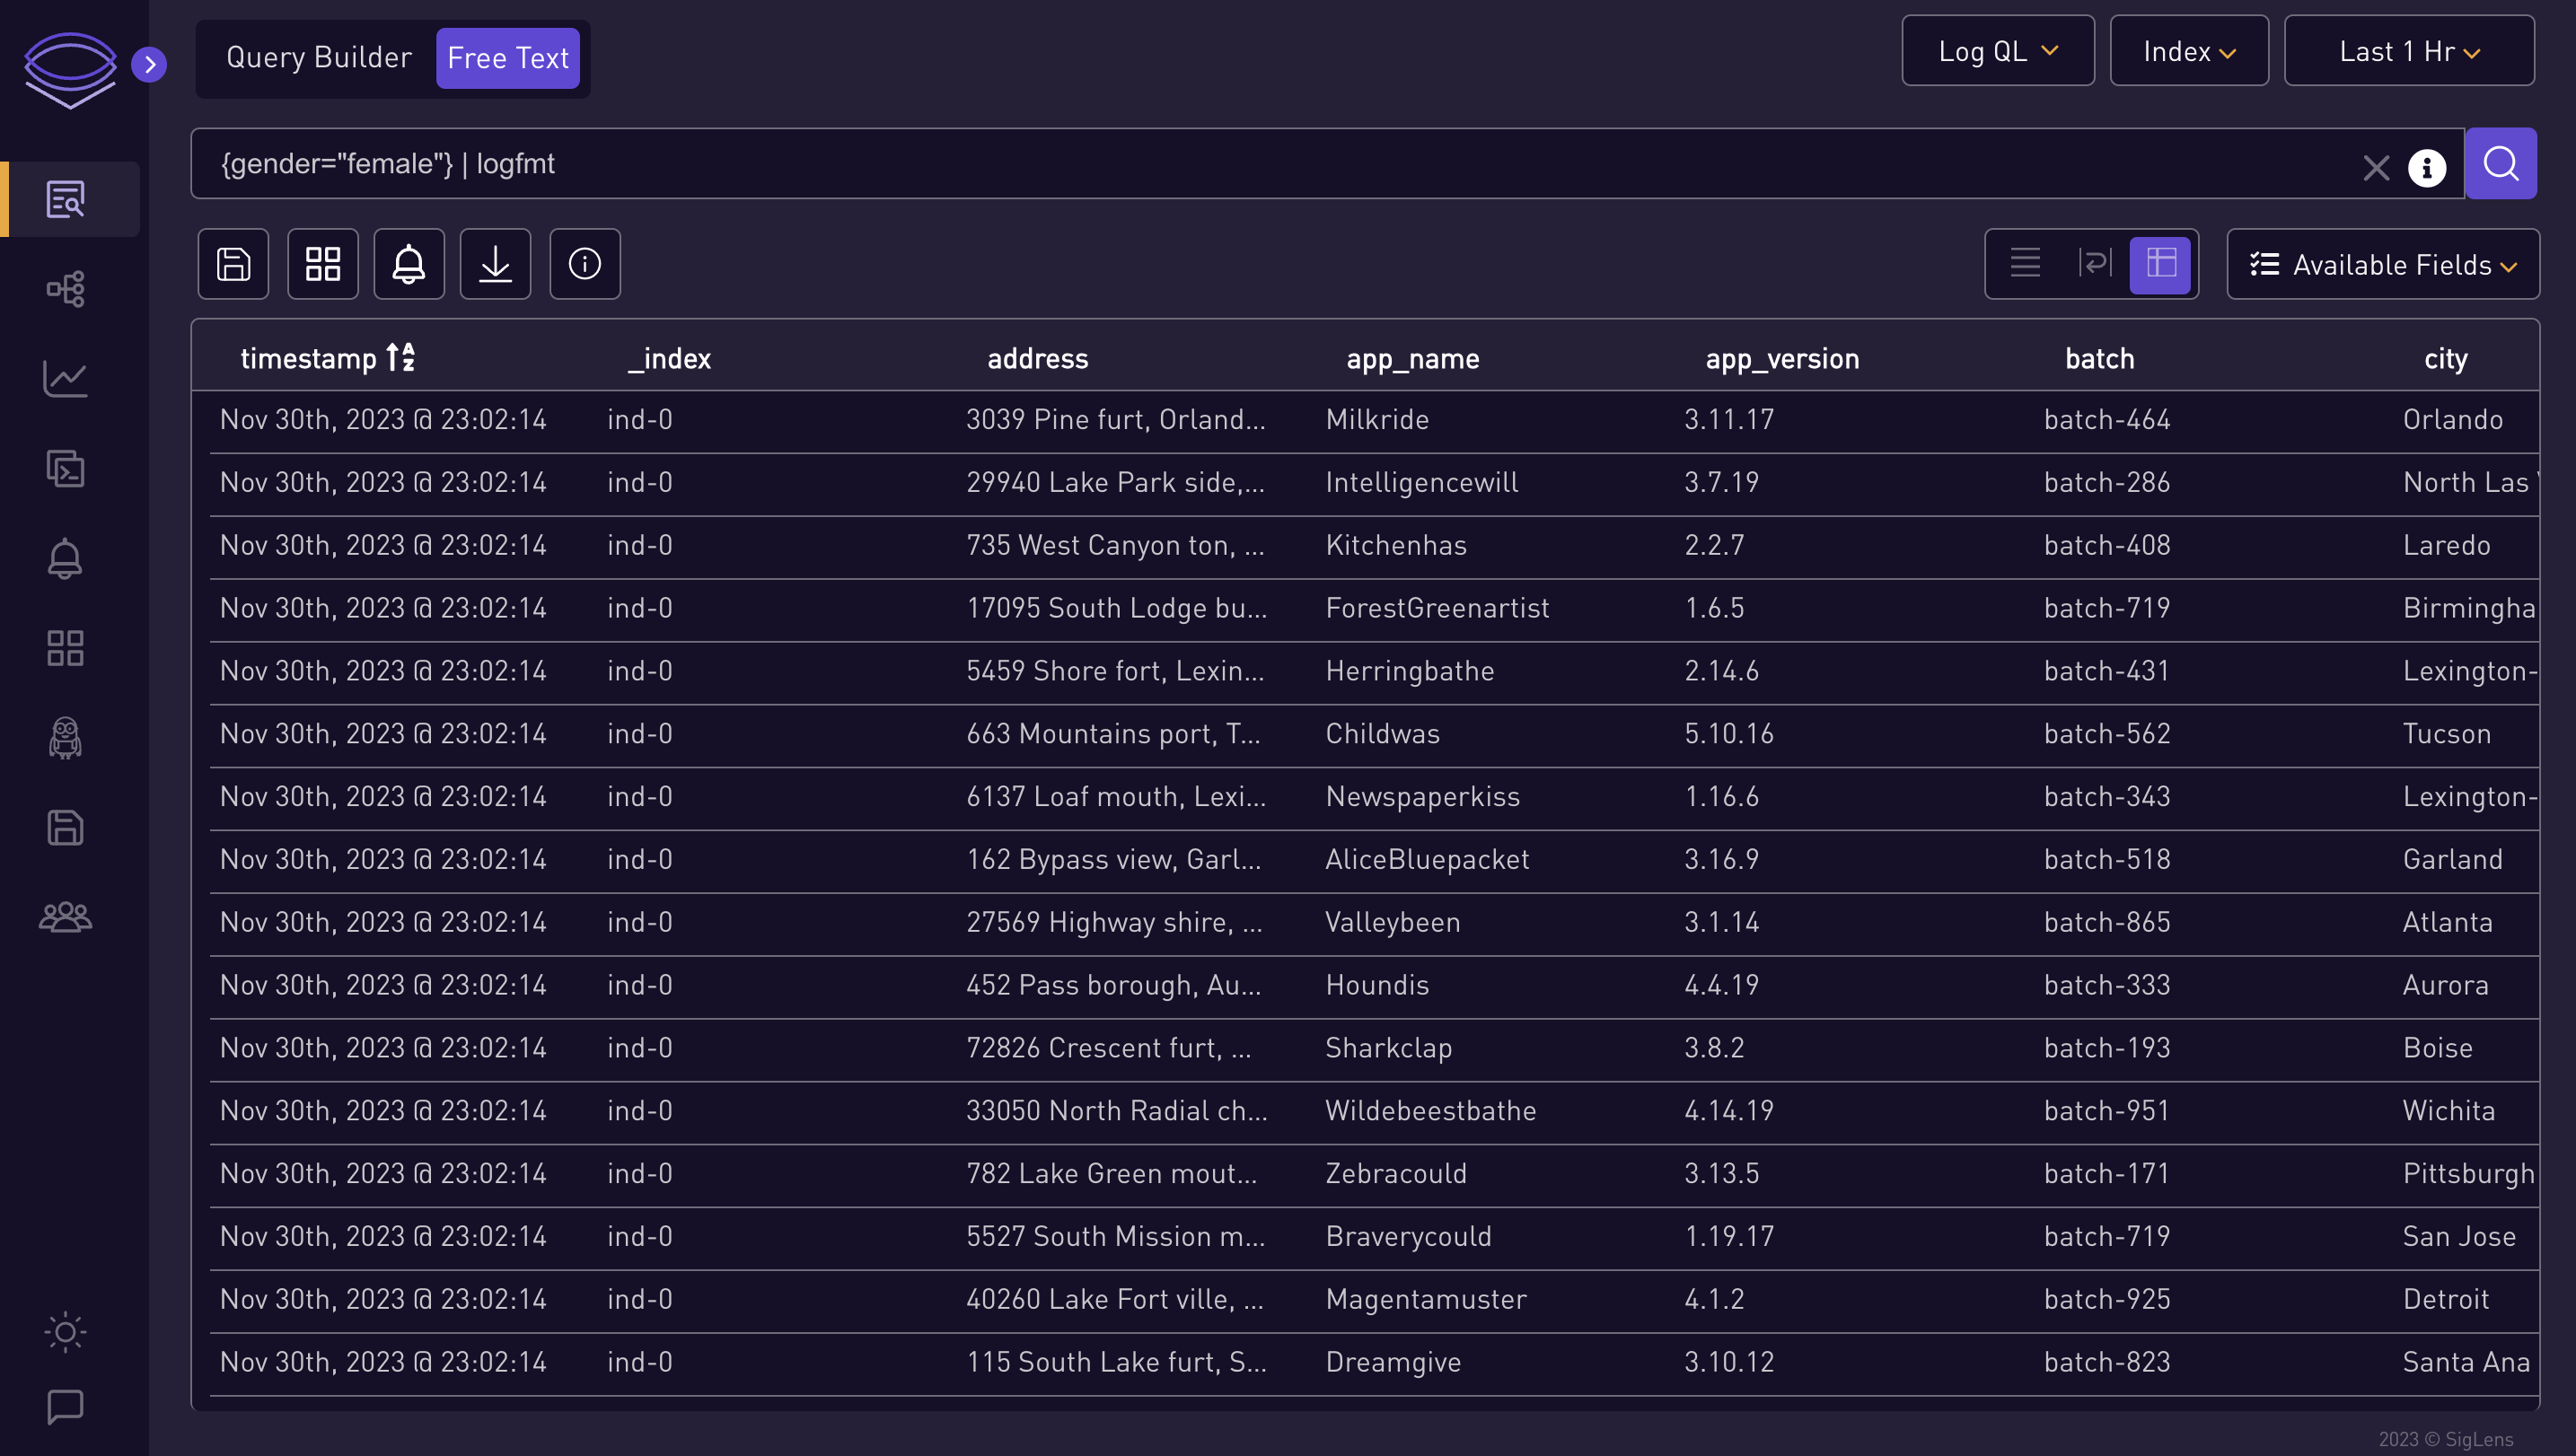 Query Builder Free Text Log QL Index Last 1 Hr
{gender="female"} | logfmt
Available Fields
timestamp _index address app_name app_version batch city
Nov 30th, 2023 @ 23:02:14 ind-0 3039 Pine furt, Orland... Milkride 3.11.17 batch-464 Orlando
Nov 30th, 2023 @ 23:02:14 ind-0 29940 Lake Park side,... Intelligencewill 3.7.19 batch-286 North Las
Nov 30th, 2023 @ 23:02:14 ind-0 735 West Canyon ton, ... Kitchenhas 2.2.7 batch-408 Laredo
Nov 30th, 2023 @ 23:02:14 ind-0 17095 South Lodge bu... ForestGreenartist 1.6.5 batch-719 Birmingha
Nov 30th, 2023 @ 23:02:14 ind-0 5459 Shore fort, Lexin... Herringbathe 2.14.6 batch-431 Lexington-
Nov 30th, 2023 @ 23:02:14 ind-0 663 Mountains port, T... Childwas 5.10.16 batch-562 Tucson
Nov 30th, 2023 @ 23:02:14 ind-0 6137 Loaf mouth, Lexi... Newspaperkiss 1.16.6 batch-343 Lexington-
Nov 30th, 2023 @ 23:02:14 ind-0 162 Bypass view, Garl... AliceBluepacket 3.16.9 batch-518 Garland
Nov 30th, 2023 @ 23:02:14 ind-0 27569 Highway shire, ... Valleybeen 3.1.14 batch-865 Atlanta
Nov 30th, 2023 @ 23:02:14 ind-0 452 Pass borough, Au... Houndis 4.4.19 batch-333 Aurora
Nov 30th, 2023 @ 23:02:14 ind-0 72826 Crescent furt, ... Sharkclap 3.8.2 batch-193 Boise
Nov 30th, 2023 @ 23:02:14 ind-0 33050 North Radial ch... Wildebeestbathe 4.14.19 batch-951 Wichita
Nov 30th, 2023 @ 23:02:14 ind-0 782 Lake Green mout... Zebracould 3.13.5 batch-171 Pittsburgh
Nov 30th, 2023 @ 23:02:14 ind-0 5527 South Mission m... Braverycould 1.19.17 batch-719 San Jose
Nov 30th, 2023 @ 23:02:14 ind-0 40260 Lake Fort ville, ... Magentamuster 4.1.2 batch-925 Detroit
Nov 30th, 2023 @ 23:02:14 ind-0 115 South Lake furt, S... Dreamgive 3.10.12 batch-823 Santa Ana
2023 © SigLens